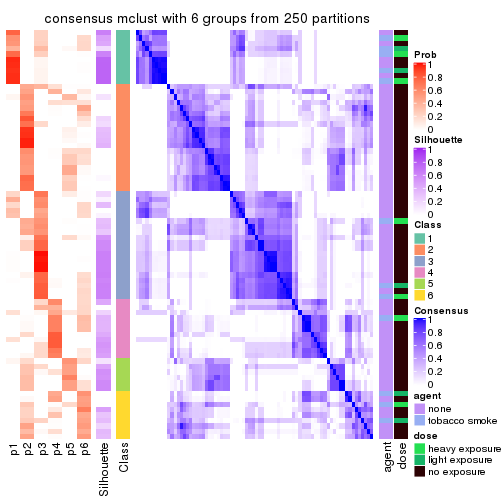 consensus mclust with 6 groups from 250 partitions
Prob
1
0.8
0.6
0.4
0.2
0
Silhouette
1
0.8
0.6
0.4
0.2
0
Class
1
2
3
4
5
6
Consensus
1
0.8
0.6
0.4
0.2
0
agent
none
tobacco smoke
dose
heavy exposure
light exposure
no exposure
p1
p2
p3
p4
p5
p6
Silhouette
Class
agent
dose